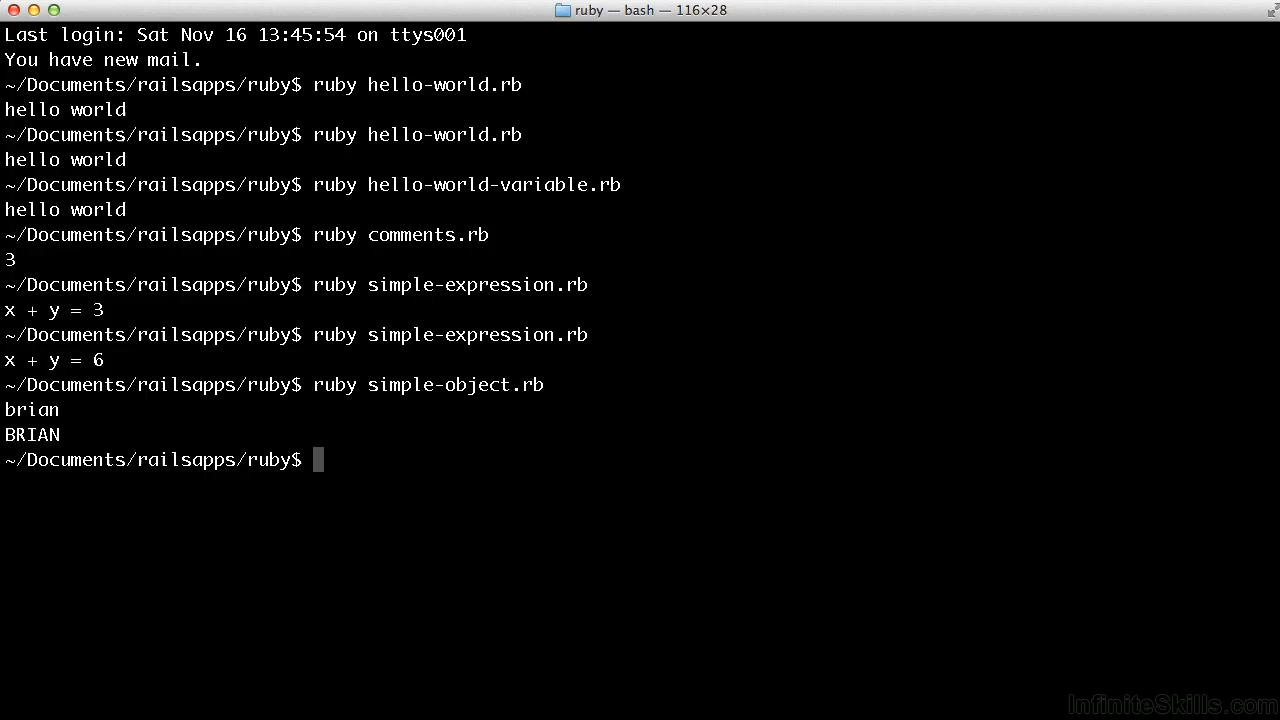 ruby — bash — 116×28
Last login: Sat Nov 16 13:45:54 on ttys001
You have new mail.
~/Documents/railsapps/ruby$ ruby hello-world.rb
hello world
~/Documents/railsapps/ruby$ ruby hello-world.rb
hello world
~/Documents/railsapps/ruby$ ruby hello-world-variable.rb
hello world
~/Documents/railsapps/ruby$ ruby comments.rb
3
~/Documents/railsapps/ruby$ ruby simple-expression.rb
x + y = 3
~/Documents/railsapps/ruby$ ruby simple-expression.rb
x + y = 6
~/Documents/railsapps/ruby$ ruby simple-object.rb
brian
BRIAN
~/Documents/railsapps/ruby$
InfiniteSkills.com